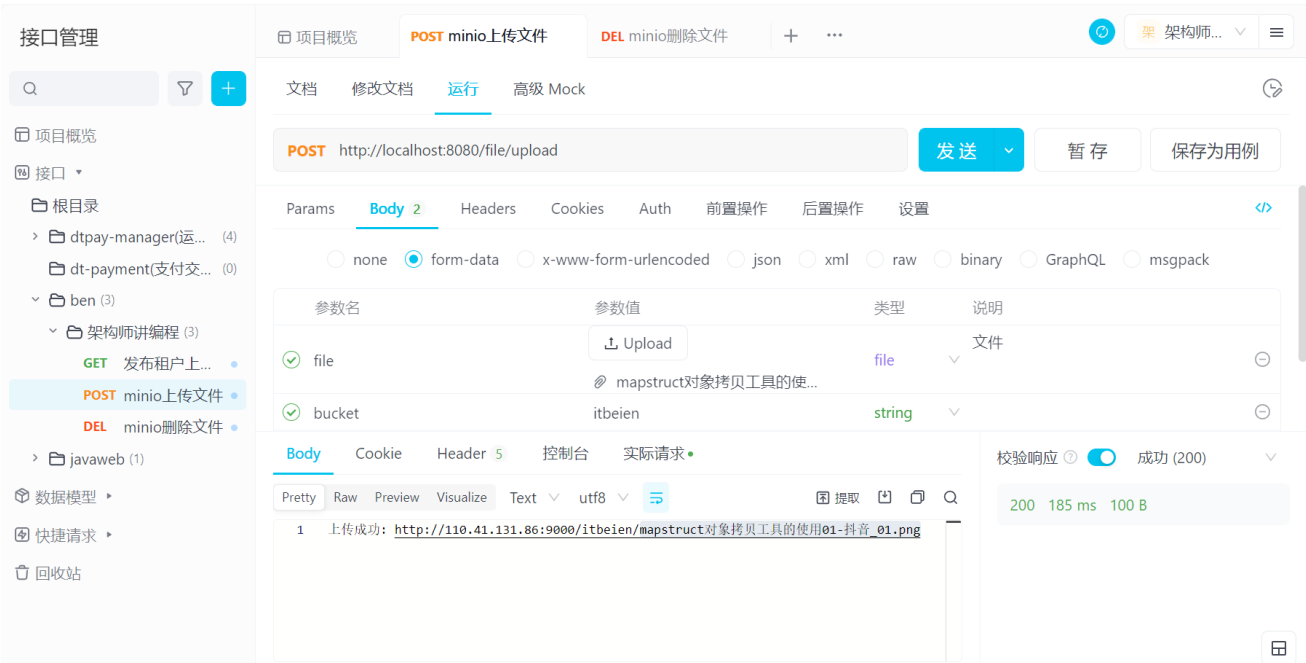 接口管理
项目概览
POST minio上传文件
DEL minio删除文件
架 架构师...
文档 修改文档 运行 高级 Mock
项目概览
接口
根目录
dtpay-manager(运... (4)
dt-payment(支付交... (0)
ben (3)
架构师讲编程 (3)
GET 发布租户上...
POST minio上传文件
DEL minio删除文件
javaweb (1)
数据模型
快捷请求
回收站
POST http://localhost:8080/file/upload
发 送 暂 存 保存为用例
Params Body 2 Headers Cookies Auth 前置操作 后置操作 设置
none form-data x-www-form-urlencoded json xml raw binary GraphQL msgpack
参数名 参数值 类型 说明
file Upload file 文件
mapstruct对象拷贝工具的使...
bucket itbeien string
Body Cookie Header 5 控制台 实际请求
校验响应 成功 (200)
Pretty Raw Preview Visualize Text utf8 提取
200 185 ms 100 B
1 上传成功: http://110.41.131.86:9000/itbeien/mapstruct对象拷贝工具的使用01-抖音_01.png